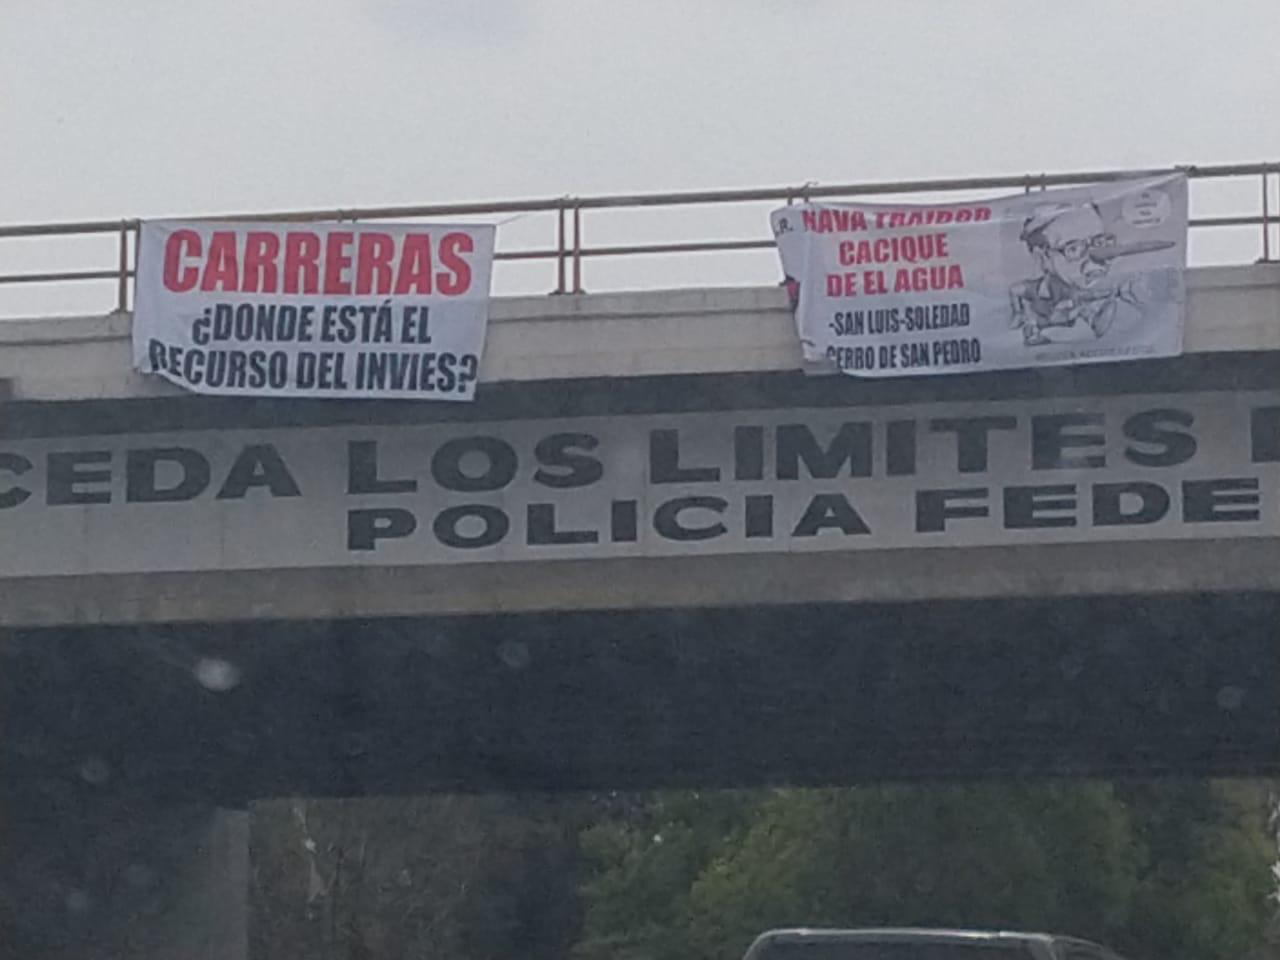 CARRERAS
¿DONDE ESTÁ EL
RECURSO DEL INVIES?
.R. NAVA TRAIDOR
CACIQUE
DE EL AGUA
-SAN LUIS-SOLEDAD
CERRO DE SAN PEDRO
CEDA LOS LIMITES
POLICIA FEDE